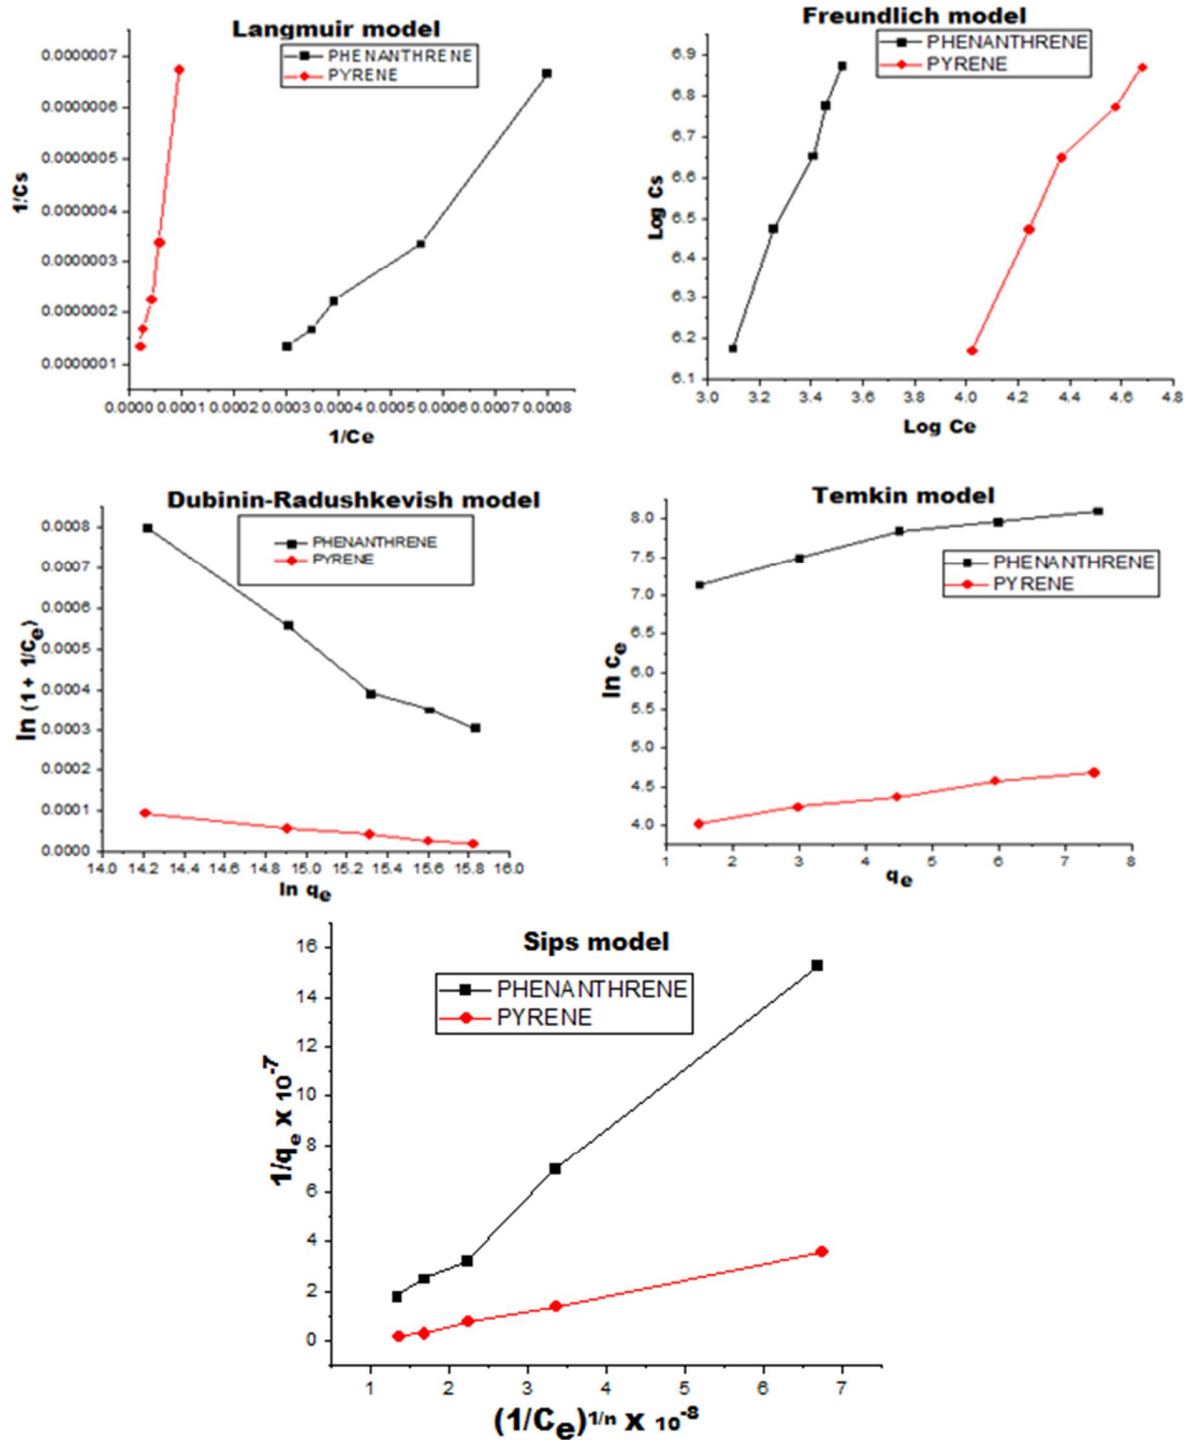 Langmuir model
PHENANTHRENE
PYRENE
0.0000007
0.0000006
0.0000005
0.0000004
0.0000003
0.0000002
0.0000001
1/Cs
0.0000 0.0001 0.0002 0.0003 0.0004 0.0005 0.0006 0.0007 0.0008
1/Ce
Freundlich model
PHENANTHRENE
PYRENE
6.9
6.8
6.7
6.6
6.5
6.4
6.3
6.2
6.1
Log Cs
3.0 3.2 3.4 3.6 3.8 4.0 4.2 4.4 4.6 4.8
Log Ce
Dubinin-Radushkevish model
PHENANTHRENE
PYRENE
0.0008
0.0007
0.0006
0.0005
0.0004
0.0003
0.0002
0.0001
0.0000
ln (1 + 1/Ce)
14.0 14.2 14.4 14.6 14.8 15.0 15.2 15.4 15.6 15.8 16.0
ln qe
Temkin model
PHENANTHRENE
PYRENE
8.0
7.5
7.0
6.5
6.0
5.5
5.0
4.5
4.0
ln ce
1 2 3 4 5 6 7 8
qe
Sips model
PHENANTHRENE
PYRENE
16
14
12
10
8
6
4
2
0
1/qe x 10-7
1 2 3 4 5 6 7
(1/Ce)1/n x 10-8